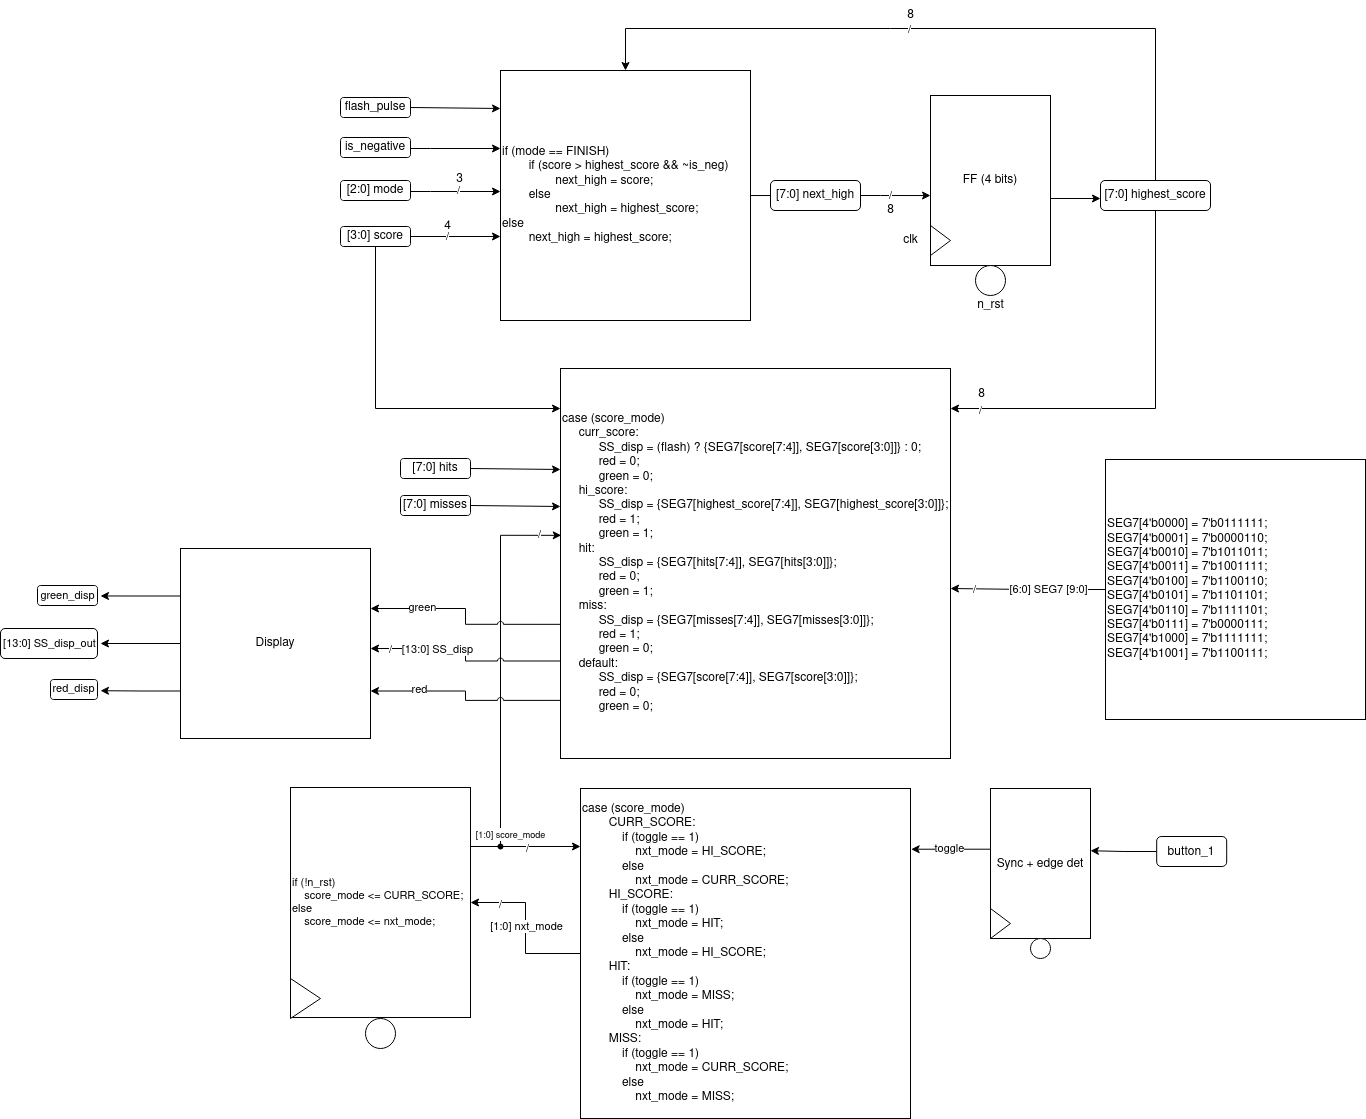 8
flash_pulse
is_negative
[2:0] mode
3
[3:0] score
4
if (mode == FINISH)
if (score > highest_score && ~is_neg)
next_high = score;
else
next_high = highest_score;
else
next_high = highest_score;
[7:0] next_high
8
FF (4 bits)
clk
n_rst
[7:0] highest_score
8
case (score_mode)
curr_score:
SS_disp = (flash) ? {SEG7[score[7:4]], SEG7[score[3:0]]} : 0;
red = 0;
green = 0;
hi_score:
SS_disp = {SEG7[highest_score[7:4]], SEG7[highest_score[3:0]]};
red = 1;
green = 1;
hit:
SS_disp = {SEG7[hits[7:4]], SEG7[hits[3:0]]};
red = 0;
green = 1;
miss:
SS_disp = {SEG7[misses[7:4]], SEG7[misses[3:0]]};
red = 1;
green = 0;
default:
SS_disp = {SEG7[score[7:4]], SEG7[score[3:0]]};
red = 0;
green = 0;
[7:0] hits
[7:0] misses
SEG7[4'b0000] = 7'b0111111;
SEG7[4'b0001] = 7'b0000110;
SEG7[4'b0010] = 7'b1011011;
SEG7[4'b0011] = 7'b1001111;
SEG7[4'b0100] = 7'b1100110;
SEG7[4'b0101] = 7'b1101101;
SEG7[4'b0110] = 7'b1111101;
SEG7[4'b0111] = 7'b0000111;
SEG7[4'b1000] = 7'b1111111;
SEG7[4'b1001] = 7'b1100111;
[6:0] SEG7 [9:0]
green_disp
[13:0] SS_disp_out
red_disp
Display
green
[13:0] SS_disp
red
if (!n_rst)
score_mode <= CURR_SCORE;
else
score_mode <= nxt_mode;
[1:0] score_mode
[1:0] nxt_mode
case (score_mode)
CURR_SCORE:
if (toggle == 1)
nxt_mode = HI_SCORE;
else
nxt_mode = CURR_SCORE;
HI_SCORE:
if (toggle == 1)
nxt_mode = HIT;
else
nxt_mode = HI_SCORE;
HIT:
if (toggle == 1)
nxt_mode = MISS;
else
nxt_mode = HIT;
MISS:
if (toggle == 1)
nxt_mode = CURR_SCORE;
else
nxt_mode = MISS;
toggle
Sync + edge det
button_1